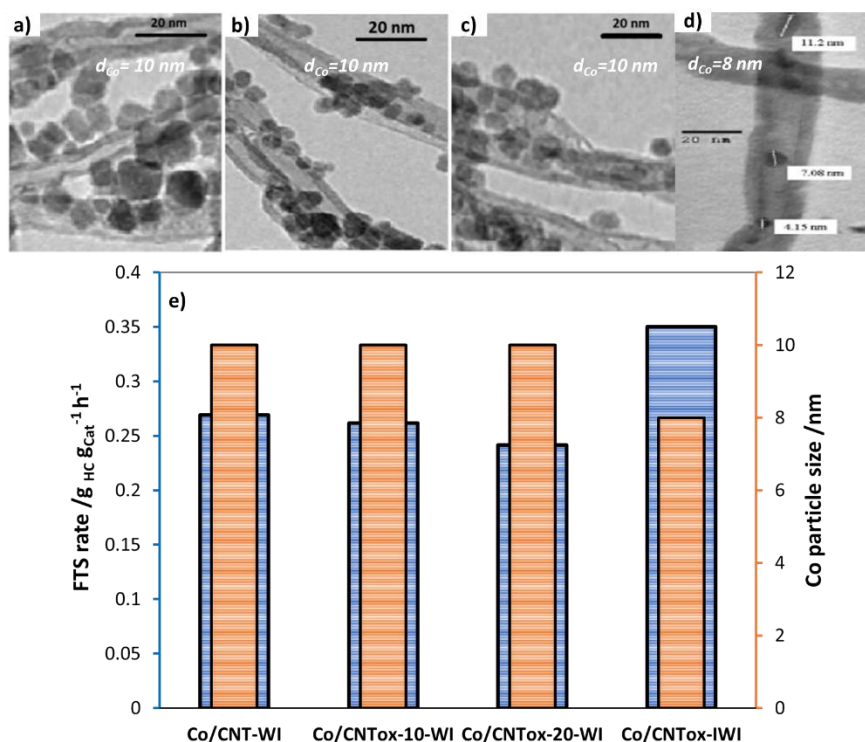 a)
20 nm
dCo= 10 nm
b)
20 nm
dCo=10 nm
c)
20 nm
dCo=10 nm
d)
11.2 nm
dCo=8 nm
20 nm
7.08 nm
4.15 nm
e)
FTS rate /g HC gCat-1 h-1
0.4
0.35
0.3
0.25
0.2
0.15
0.1
0.05
0
12
10
8
6
4
2
0
Co particle size /nm
Co/CNT-WI Co/CNTox-10-WI Co/CNTox-20-WI Co/CNTox-IWI